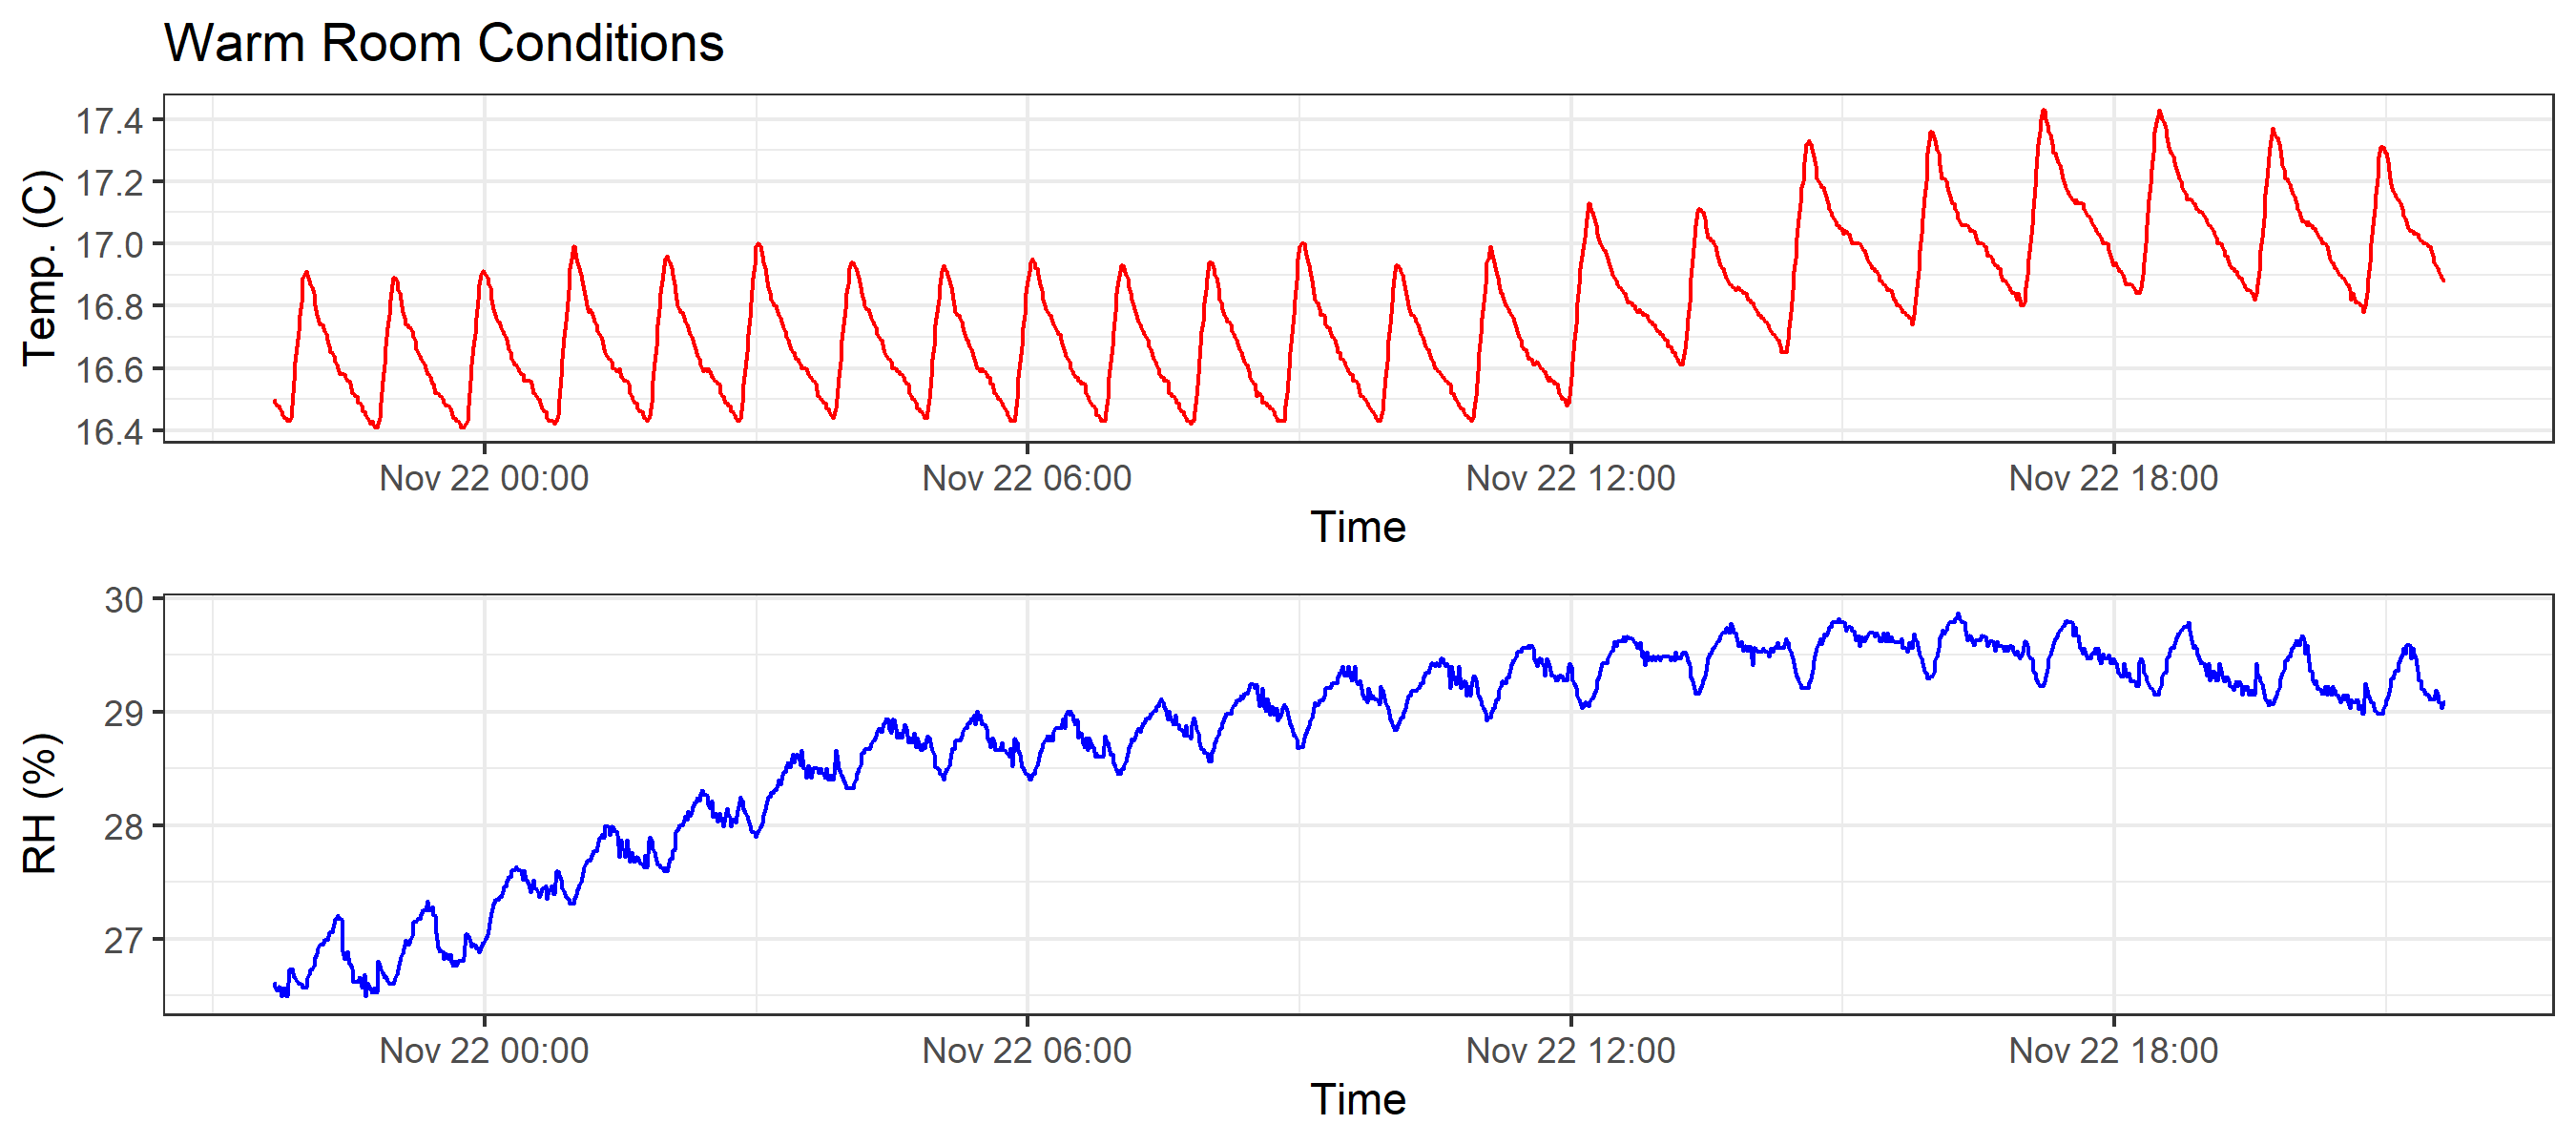 Warm Room Conditions
17.4
17.2
17.0
16.8
16.6
16.4
Temp. (C)
Nov 22 00:00 Nov 22 06:00 Nov 22 12:00 Nov 22 18:00
Time
30
29
28
27
RH (%)
Nov 22 00:00 Nov 22 06:00 Nov 22 12:00 Nov 22 18:00
Time